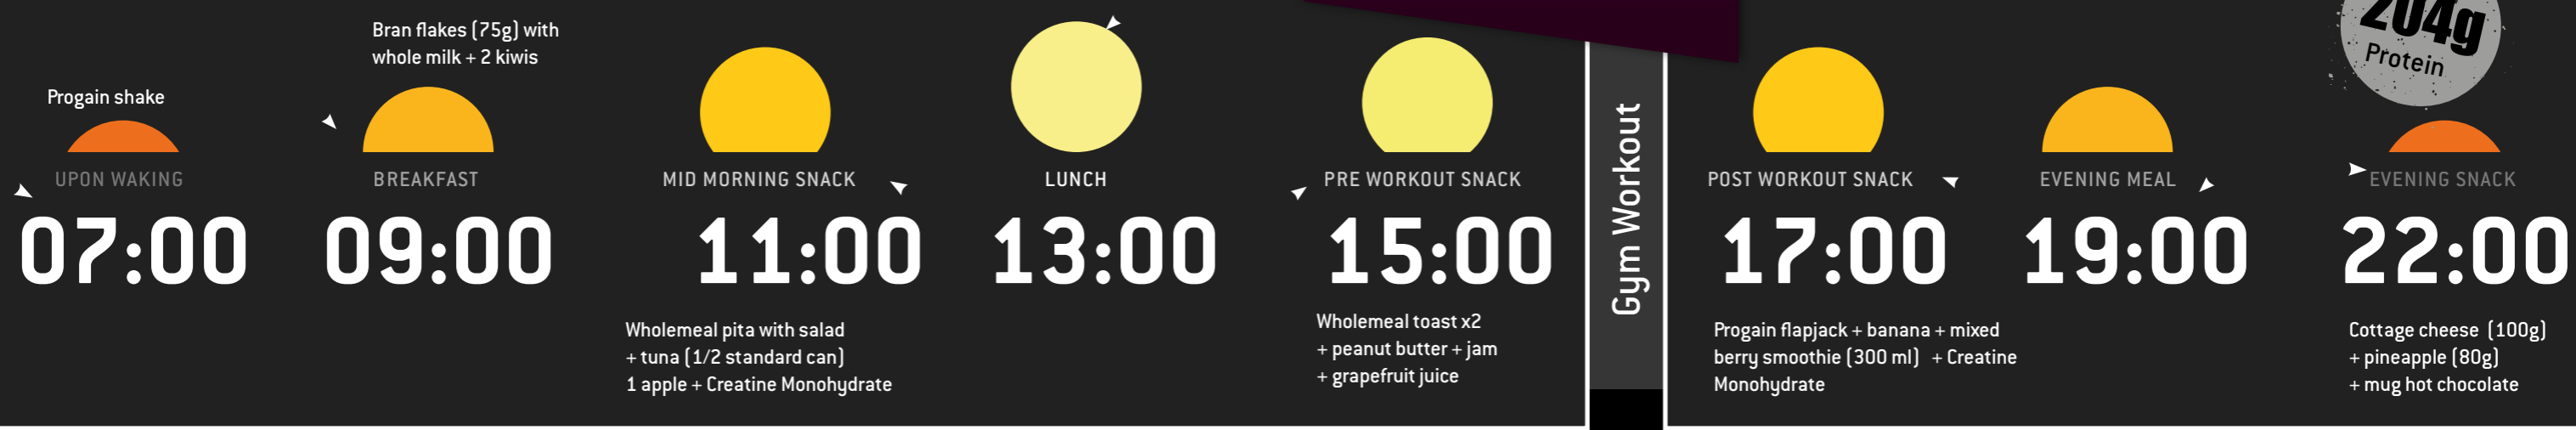 Bran flakes (75g) with
whole milk + 2 kiwis
Progain shake
UPON WAKING
07:00
BREAKFAST
09:00
MID MORNING SNACK
11:00
Wholemeal pita with salad
+ tuna (1/2 standard can)
1 apple + Creatine Monohydrate
LUNCH
13:00
PRE WORKOUT SNACK
15:00
Wholemeal toast x2
+ peanut butter + jam
+ grapefruit juice
Gym Workout
POST WORKOUT SNACK
17:00
Progain flapjack + banana + mixed
berry smoothie (300 ml) + Creatine
Monohydrate
EVENING MEAL
19:00
204g
Protein
EVENING SNACK
22:00
Cottage cheese (100g)
+ pineapple (80g)
+ mug hot chocolate